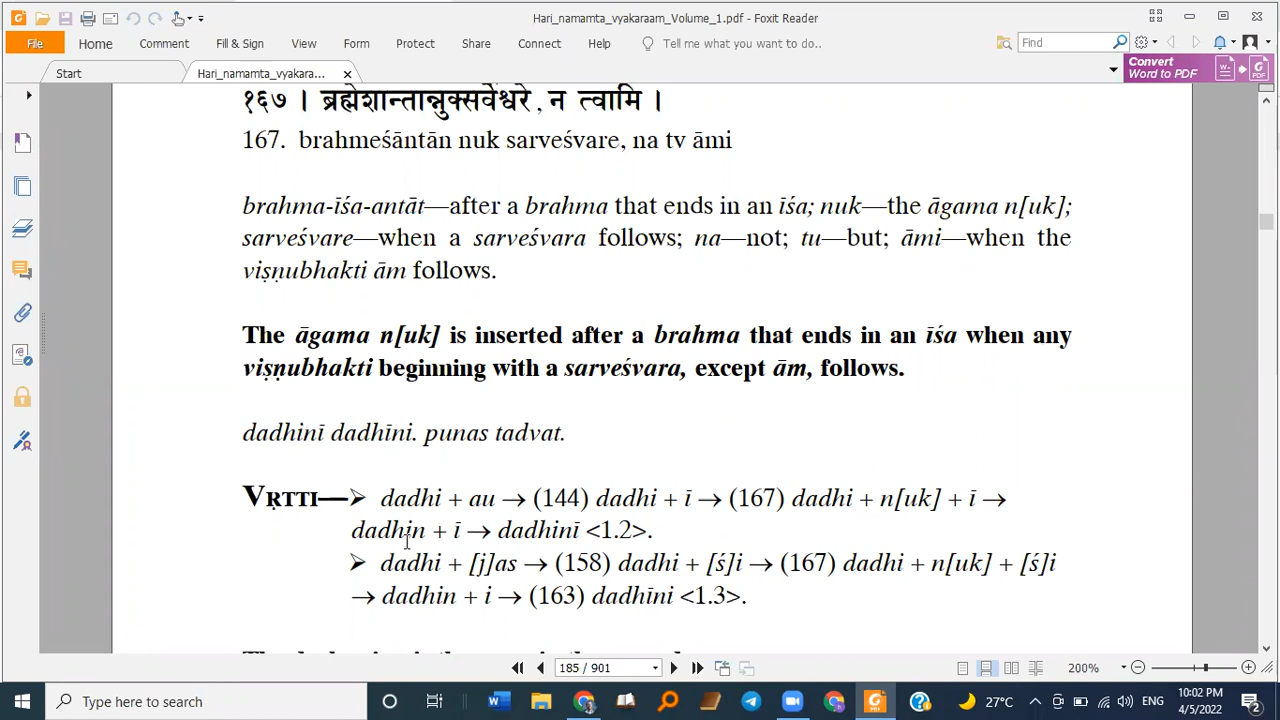 Hari_namamta_vyakaraam_Volume_1.pdf - Foxit Reader
File Home Comment Fill & Sign View Form Protect Share Connect Help Tell me what you want to do.. Find
Start Hari_namamta_vyakara... Convert
Word to PDF
१६७ । ब्रह्मेशान्तान्नुक्सर्वेश्वरे, न त्वामि ।
167. brahmeśāntān nuk sarveśvare, na tv āmi
brahma-īśa-antāt—after a brahma that ends in an īśa; nuk—the āgama n[uk];
sarveśvare—when a sarveśvara follows; na—not; tu—but; āmi—when the
viṣṇubhakti ām follows.
The āgama n[uk] is inserted after a brahma that ends in an īśa when any
viṣṇubhakti beginning with a sarveśvara, except ām, follows.
dadhinī dadhīni. punas tadvat.
VṚTTI—➢ dadhi + au → (144) dadhi + ī → (167) dadhi + n[uk] + ī →
dadhin + ī → dadhinī <1.2>.
➢ dadhi + [j]as → (158) dadhi + [ś]i → (167) dadhi + n[uk] + [ś]i
→ dadhin + i → (163) dadhīni <1.3>.
185 / 901 200%
Type here to search 27°C ENG 10:02 PM
4/5/2022 2